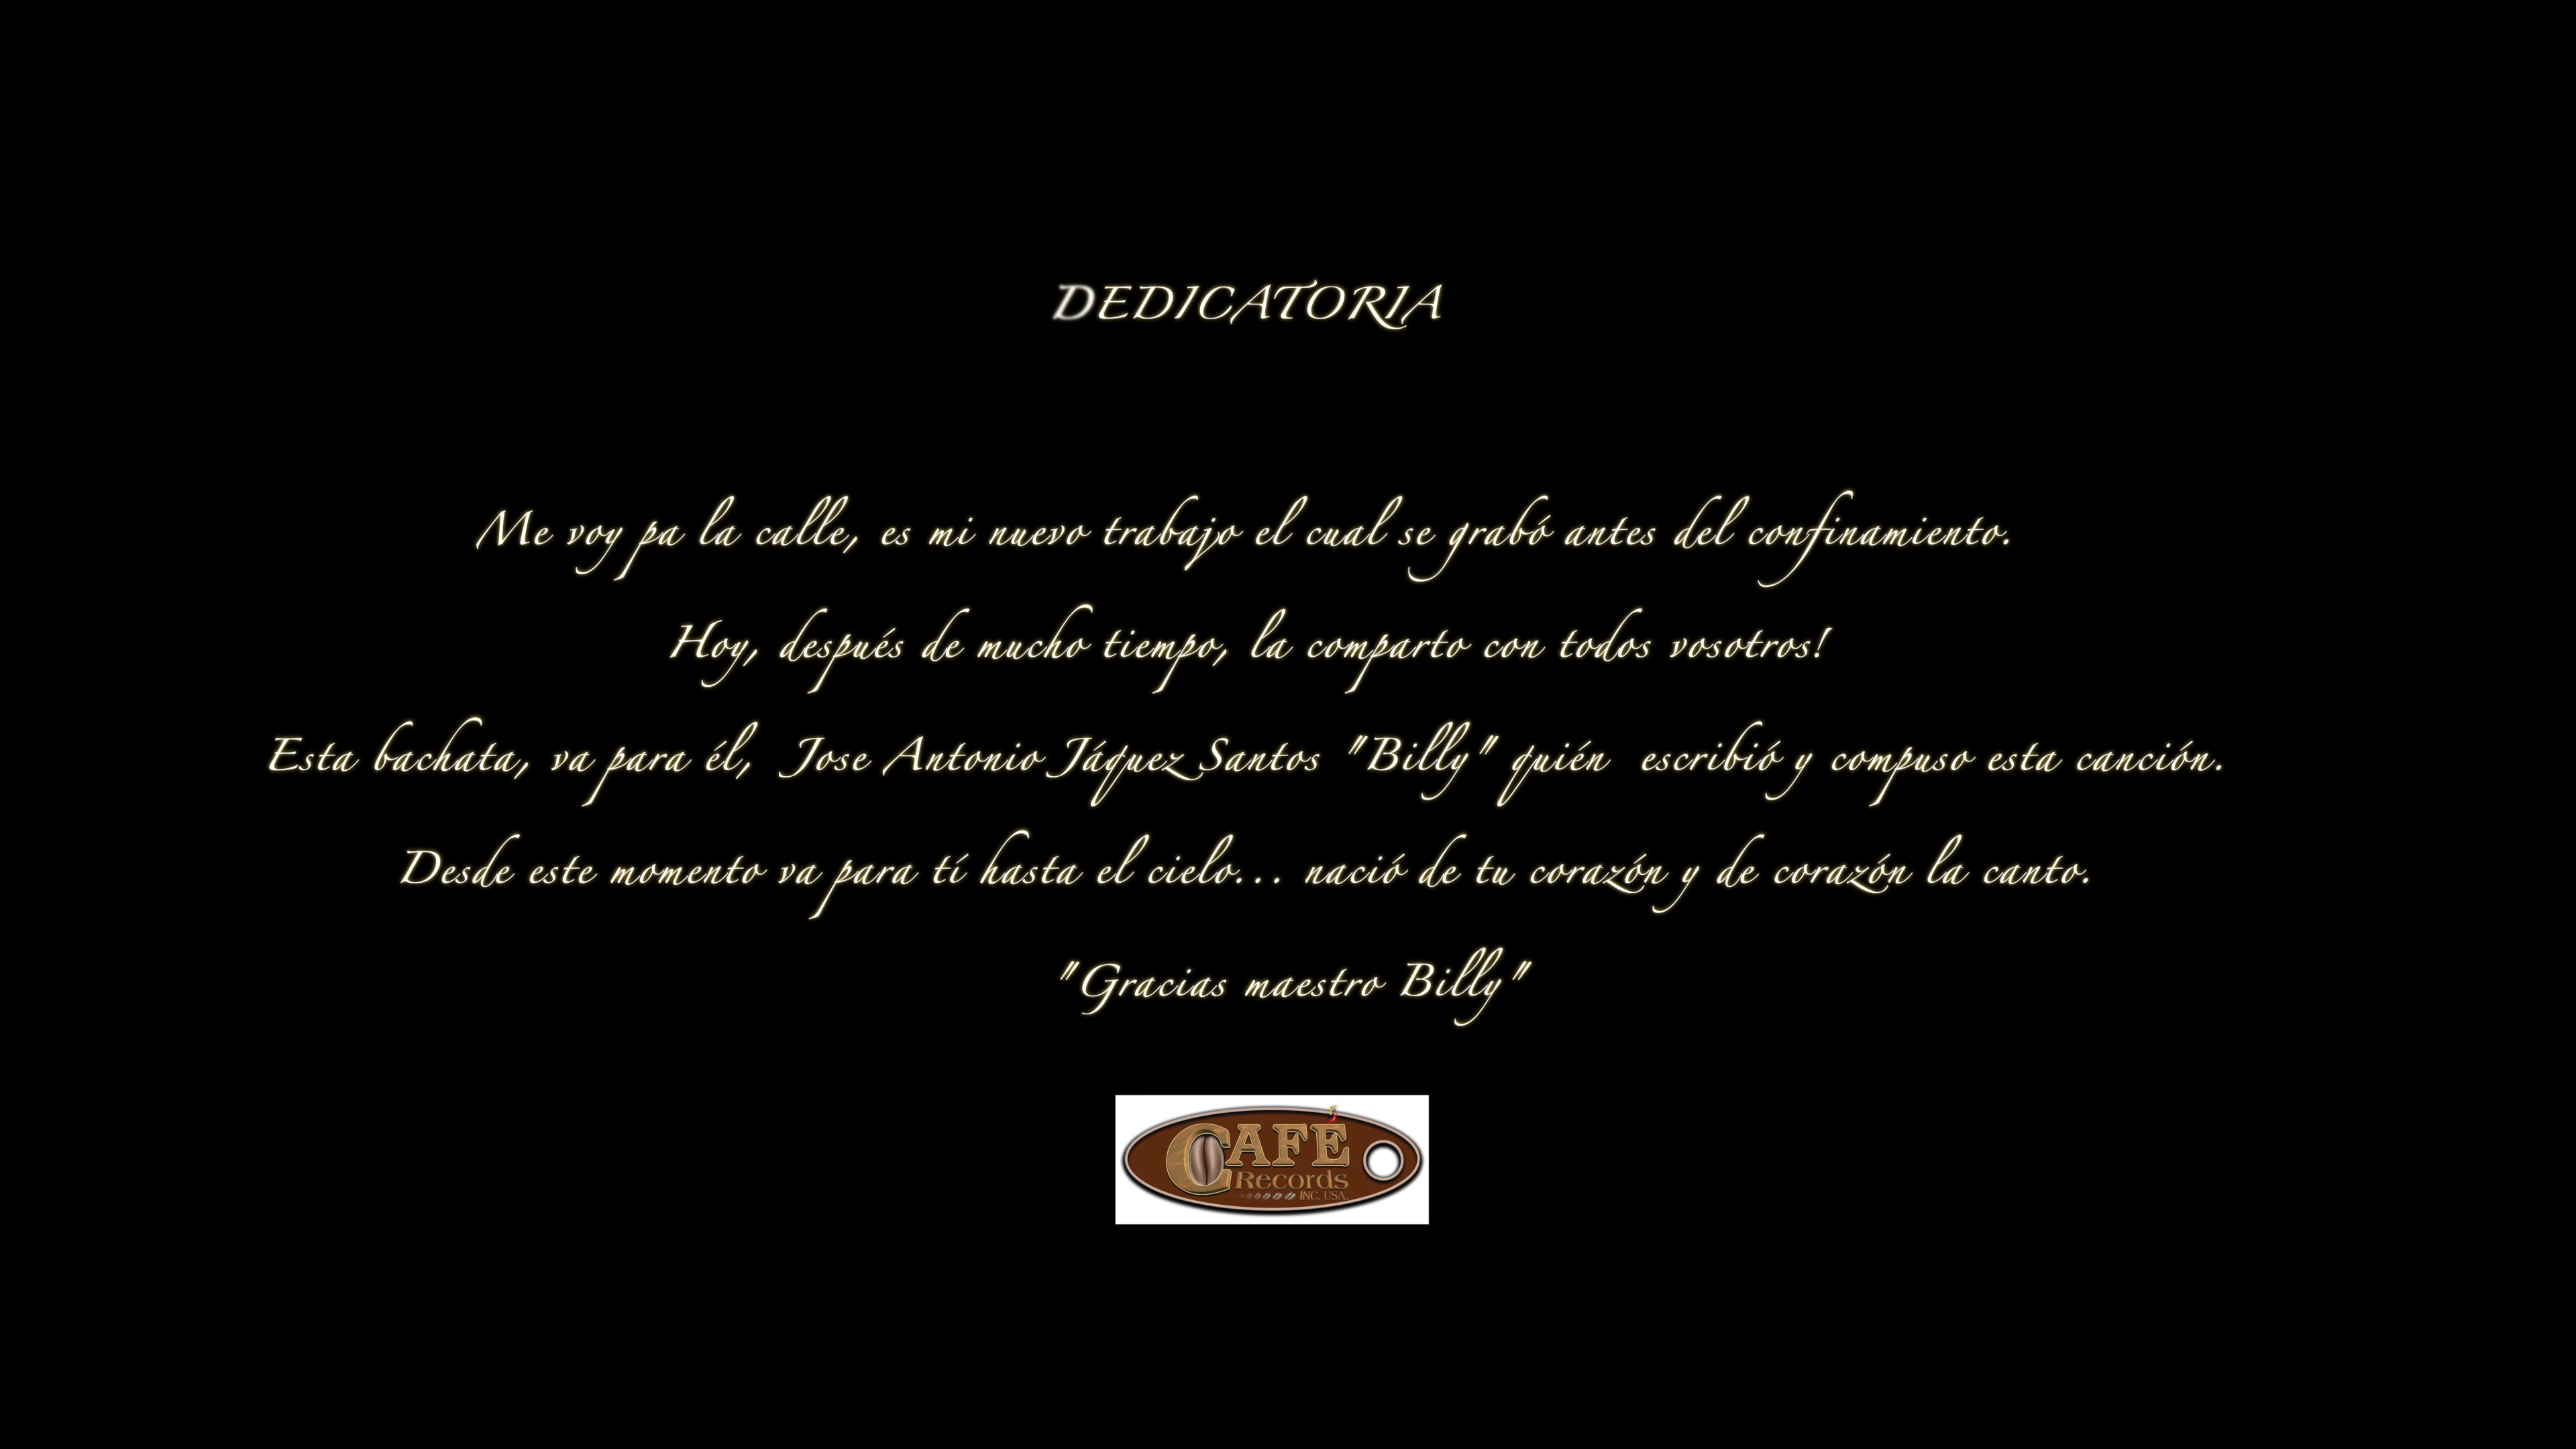 DEDICATORIA
Me voy pa la calle, es mi nuevo trabajo el cual se grabó antes del confinamiento.
Hoy, después de mucho tiempo, la comparto con todos vosotros!
Esta bachata, va para él, Jose Antonio Jáquez Santos "Billy" quién escribió y compuso esta canción.
Desde este momento va para tí hasta el cielo... nació de tu corazón y de corazón la canto.
"Gracias maestro Billy"
CAFÉ
Records
INC. USA.